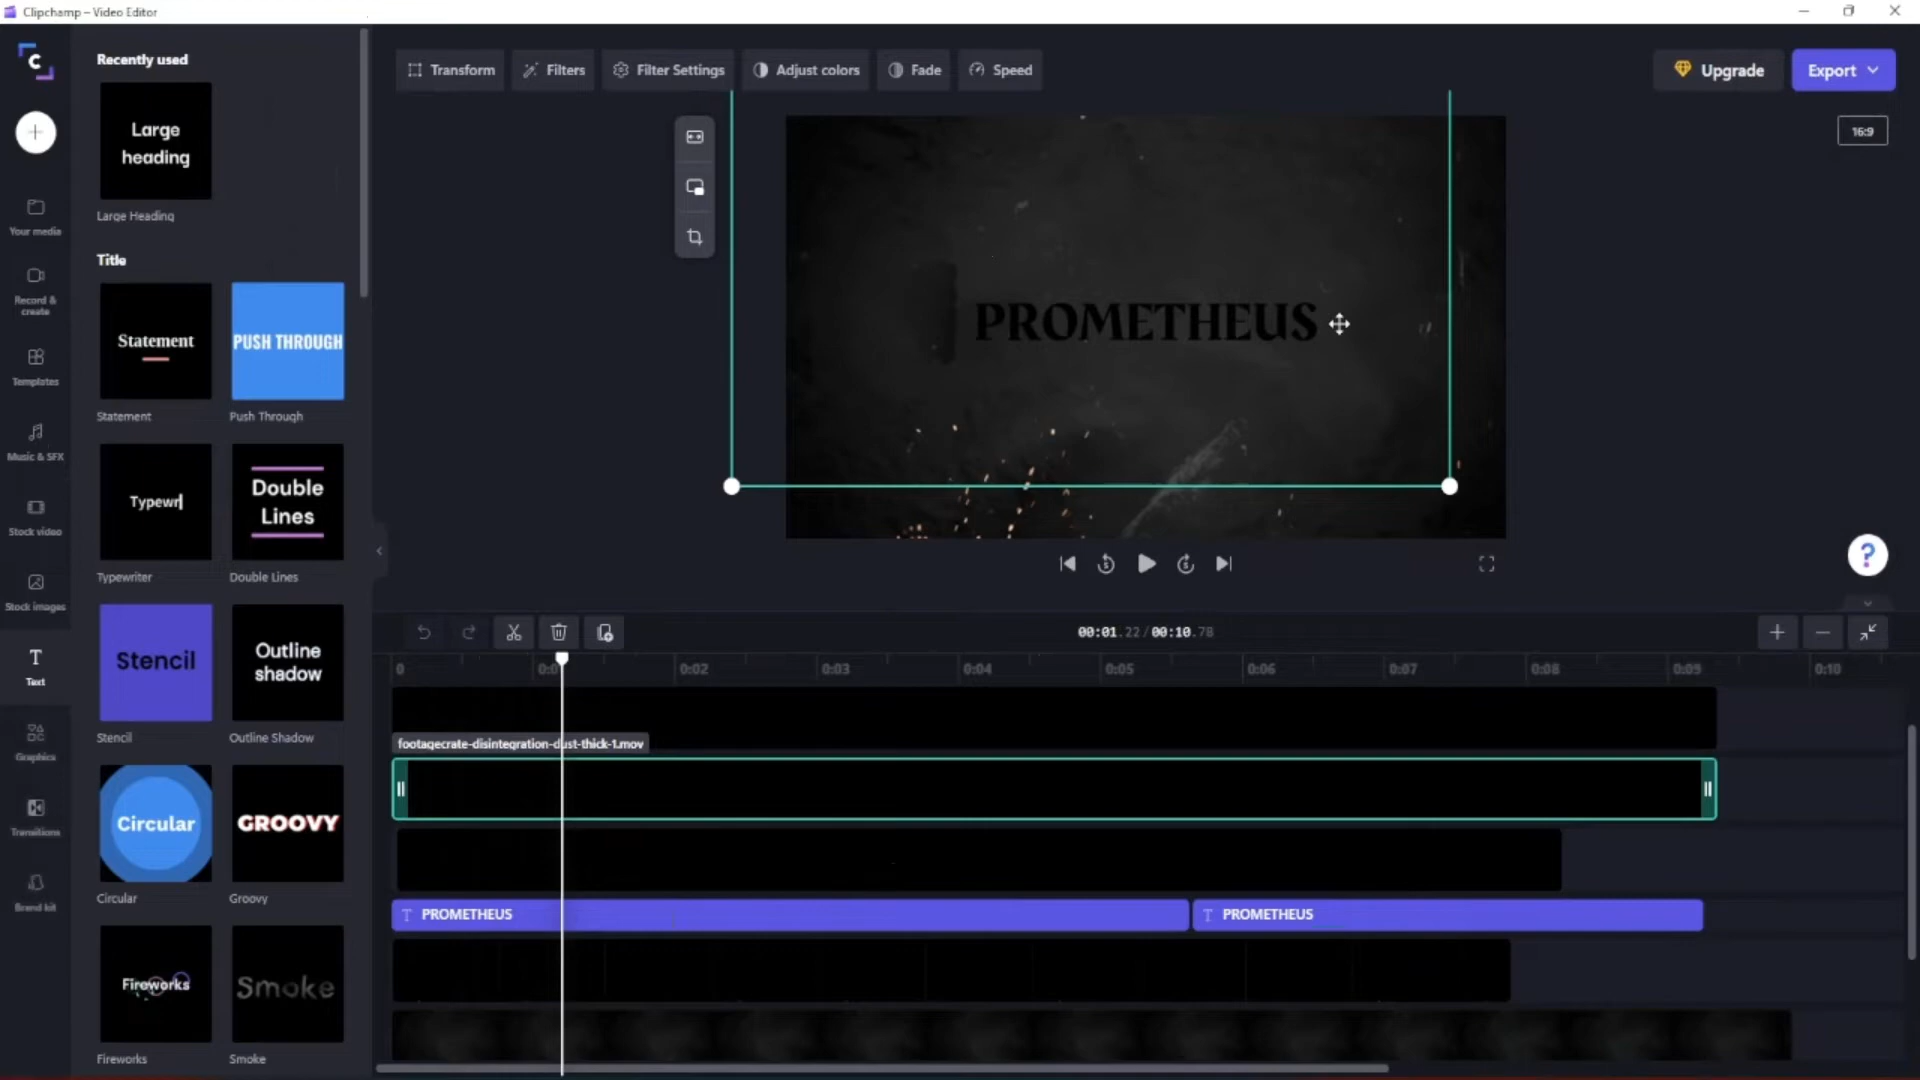 Clipchamp – Video Editor
Recently used
Large
heading
Large Heading
Title
Statement
PUSH THROUGH
Statement
Push Through
Typewr
Double
Lines
Typewriter
Double Lines
Stencil
Outline
shadow
Stencil
Outline Shadow
Circular
GROOVY
Circular
Groovy
Fireworks
Smoke
Fireworks
Smoke
C
Your media
Record &
create
Templates
Music & SFX
Stock video
Stock images
T
Text
Graphics
Transitions
Brand kit
Transform
Filters
Filter Settings
Adjust colors
Fade
Speed
Upgrade
Export
16:9
PROMETHEUS
5
5
?
00:01.22 / 00:10.78
0
0:02
0:03
0:04
0:05
0:06
0:07
0:08
0:09
0:10
footagecrate-disintegration-dust-thick-1.mov
T PROMETHEUS
T PROMETHEUS